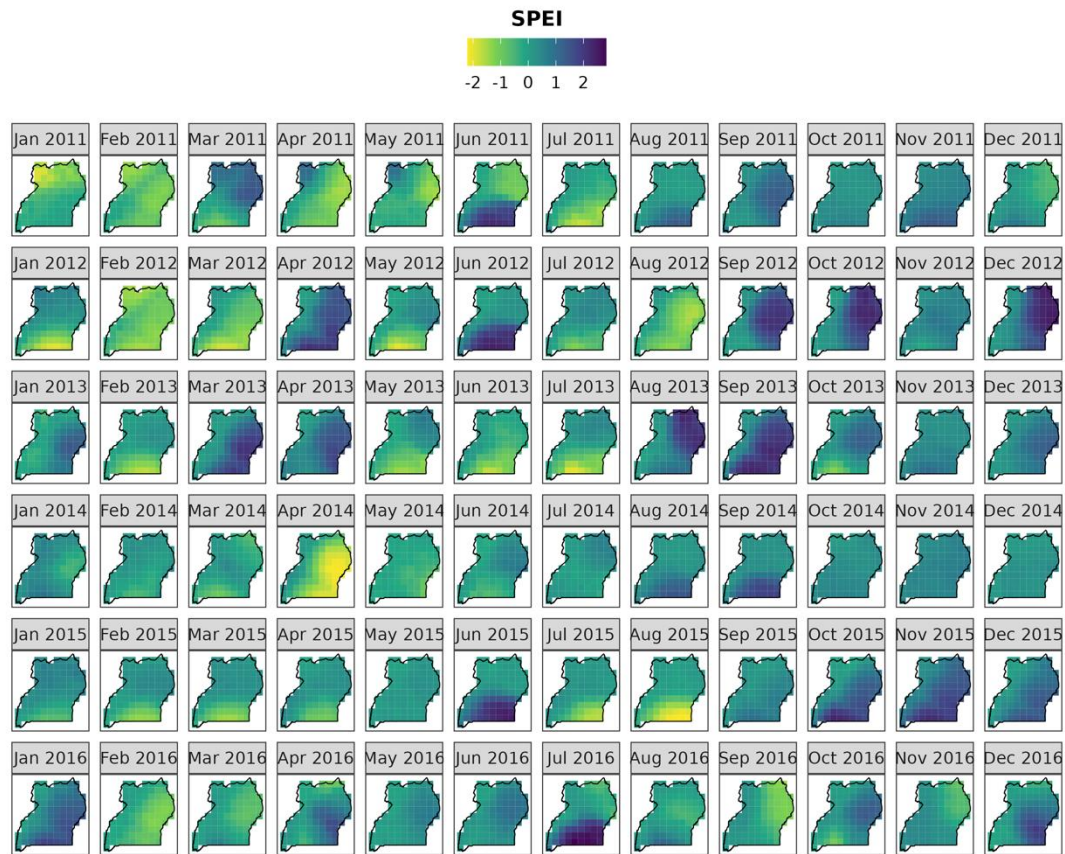 SPEI
-2 -1 0 1 2
Jan 2011 Feb 2011 Mar 2011 Apr 2011 May 2011 Jun 2011 Jul 2011 Aug 2011 Sep 2011 Oct 2011 Nov 2011 Dec 2011
Jan 2012 Feb 2012 Mar 2012 Apr 2012 May 2012 Jun 2012 Jul 2012 Aug 2012 Sep 2012 Oct 2012 Nov 2012 Dec 2012
Jan 2013 Feb 2013 Mar 2013 Apr 2013 May 2013 Jun 2013 Jul 2013 Aug 2013 Sep 2013 Oct 2013 Nov 2013 Dec 2013
Jan 2014 Feb 2014 Mar 2014 Apr 2014 May 2014 Jun 2014 Jul 2014 Aug 2014 Sep 2014 Oct 2014 Nov 2014 Dec 2014
Jan 2015 Feb 2015 Mar 2015 Apr 2015 May 2015 Jun 2015 Jul 2015 Aug 2015 Sep 2015 Oct 2015 Nov 2015 Dec 2015
Jan 2016 Feb 2016 Mar 2016 Apr 2016 May 2016 Jun 2016 Jul 2016 Aug 2016 Sep 2016 Oct 2016 Nov 2016 Dec 2016